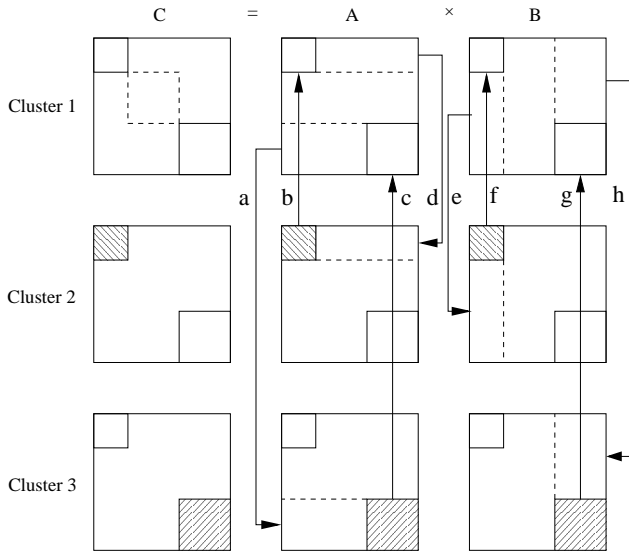 C = A × B
Cluster 1
a b c d e f g h
Cluster 2
Cluster 3